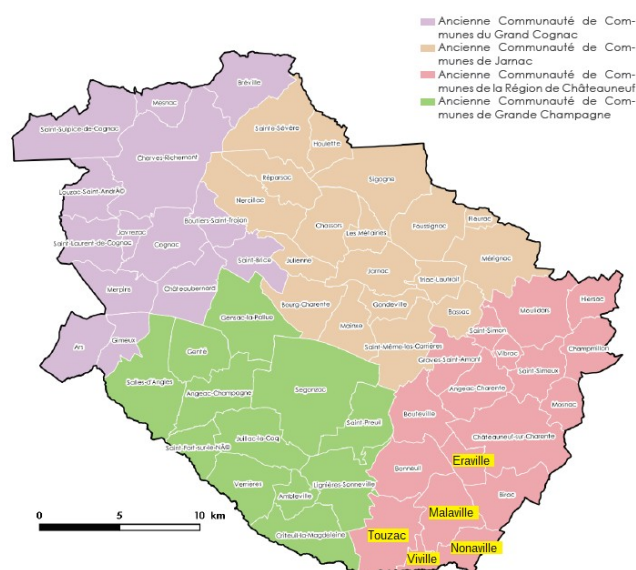 Ancienne Communauté de Com-
munes du Grand Cognac
Ancienne Communauté de Com-
munes de Jarnac
Ancienne Communauté de Com-
munes de la Région de Châteauneuf
Ancienne Communauté de Com-
munes de Grande Champagne
Bréville
Mesnac
Saint-Sulpice-de-Cognac
Sainte-Sévère
Houlette
Cherves-Richemont
Réparsac
Sigogne
Louzac-Saint-AndrÃ©
Nercillac
Fleurac
Boutiers-Saint-Trojan
Chassors
Foussignac
Javrezac
Les Métairies
Saint-Laurent-de-Cognac
Cognac
Saint-Brice
Julienne
Mérignac
Jarnac
Triac-Lautrait
Merpins
Châteaubernard
Bourg-Charente
Gondeville
Bassac
Moulidars
Hiersac
Gensac-la-Pallue
Mainxe
Saint-Simon
Ars
Gimeux
Saint-Même-les-Carrières
Vibrac
Champmillon
Genté
Graves-Saint-Amant
Saint-Simeux
Salles-d'Angles
Angeac-Champagne
Segonzac
Angeac-Charente
Mosnac
Bouteville
Saint-Preuil
Juillac-le-Coq
Châteauneuf-sur-Charente
Saint-Fort-sur-le-NÃ©
Eraville
Bonneuil
Verrières
Lignières-Sonneville
Ambleville
Birac
Malaville
0 5 10 km
Criteuil-la-Magdeleine
Touzac
Nonaville
Viville